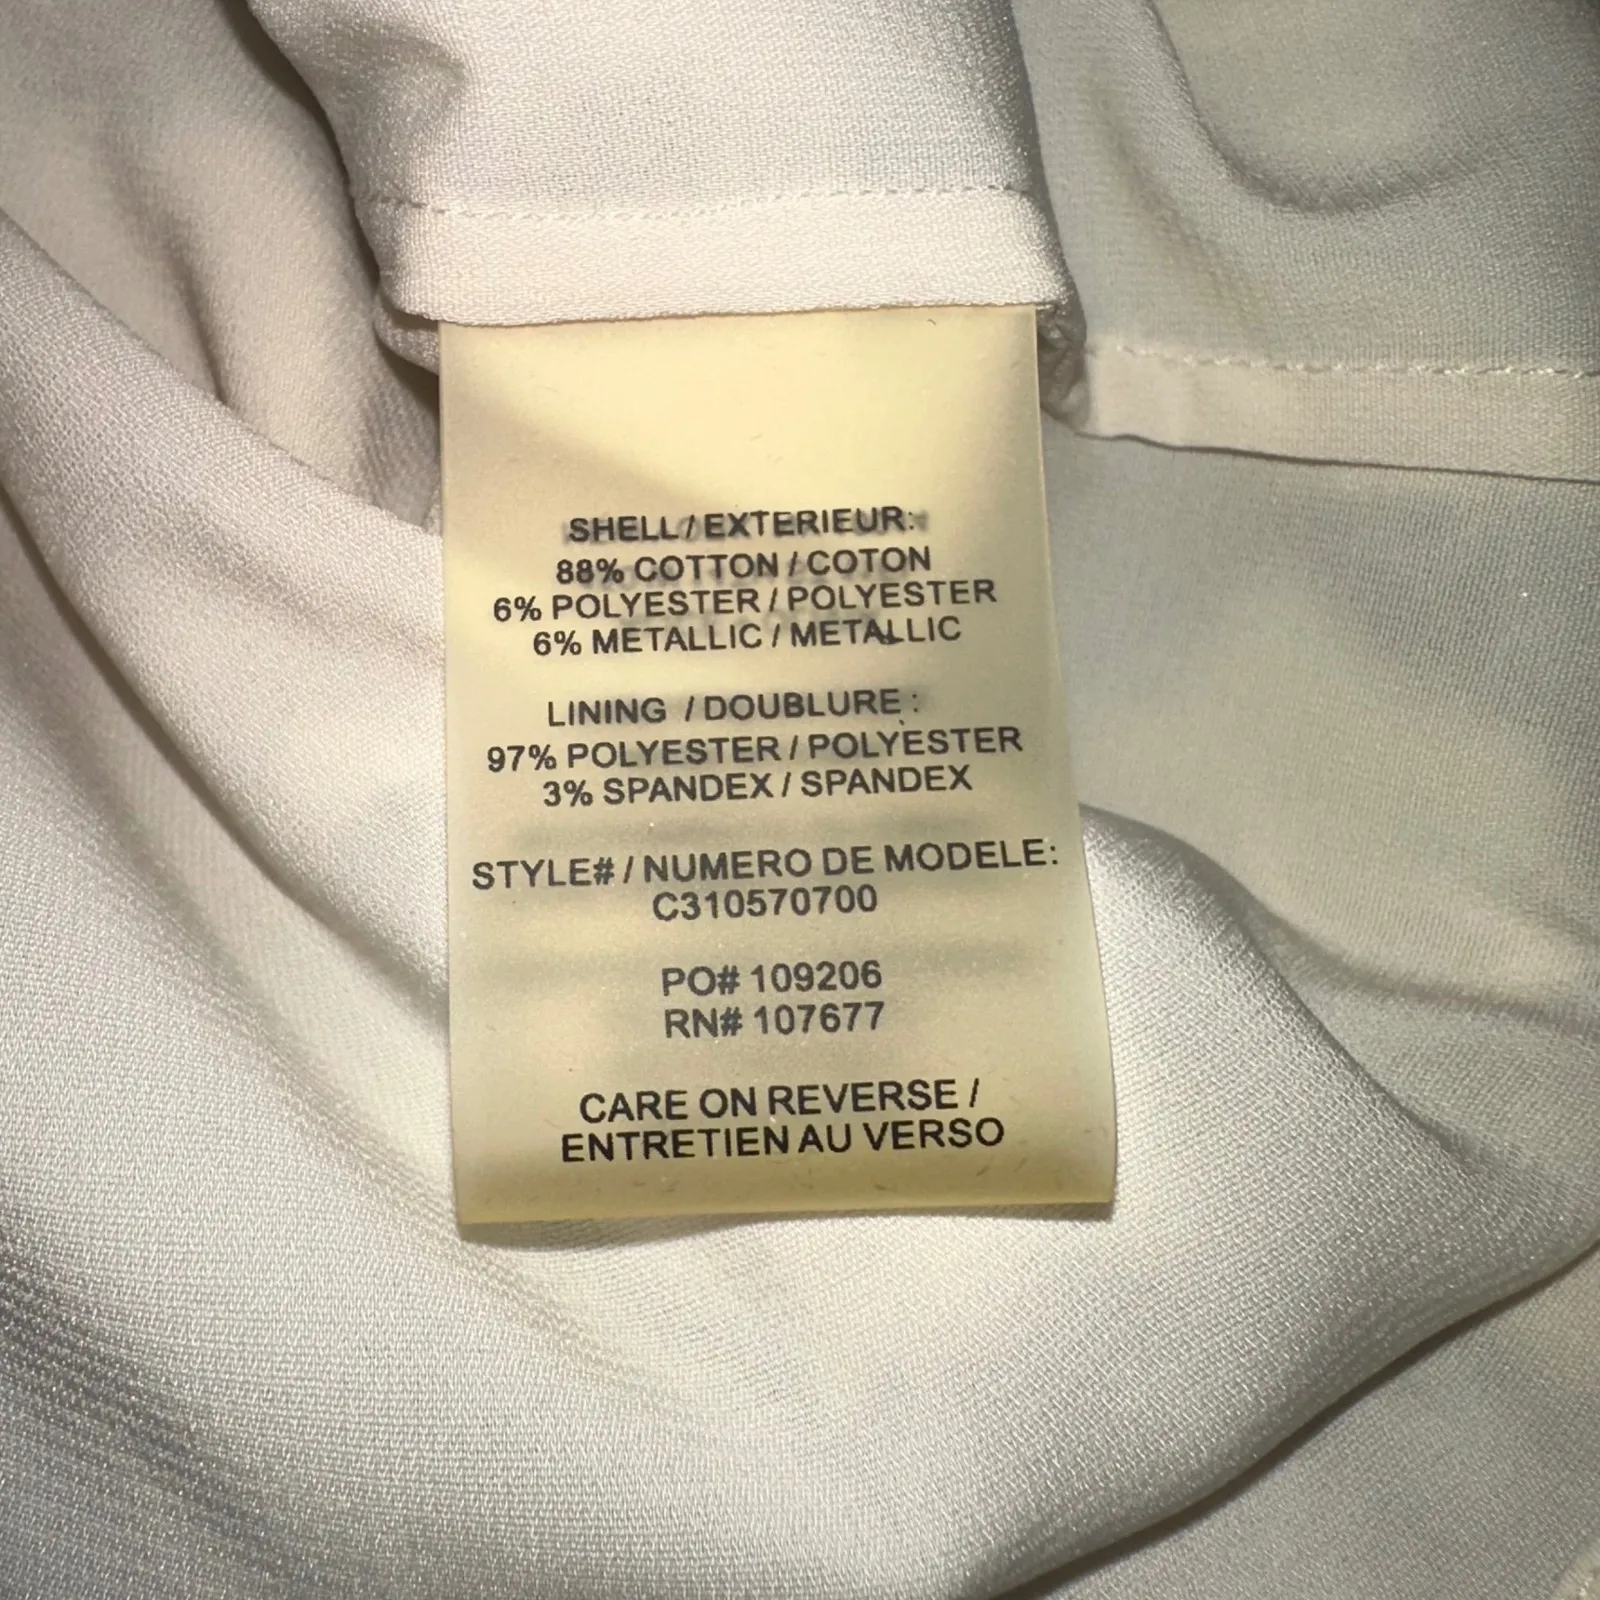 SHELL / EXTERIEUR:
88% COTTON / COTON
6% POLYESTER / POLYESTER
6% METALLIC / METALLIC
LINING / DOUBLURE :
97% POLYESTER / POLYESTER
3% SPANDEX / SPANDEX
STYLE# / NUMERO DE MODELE:
C310570700
PO# 109206
RN# 107677
CARE ON REVERSE /
ENTRETIEN AU VERSO